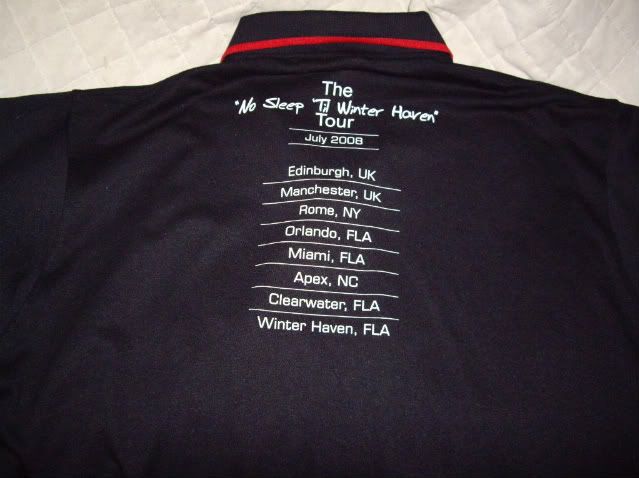 The
"No Sleep 'Til Winter Haven"
Tour
July 2008
Edinburgh, UK
Manchester, UK
Rome, NY
Orlando, FLA
Miami, FLA
Apex, NC
Clearwater, FLA
Winter Haven, FLA